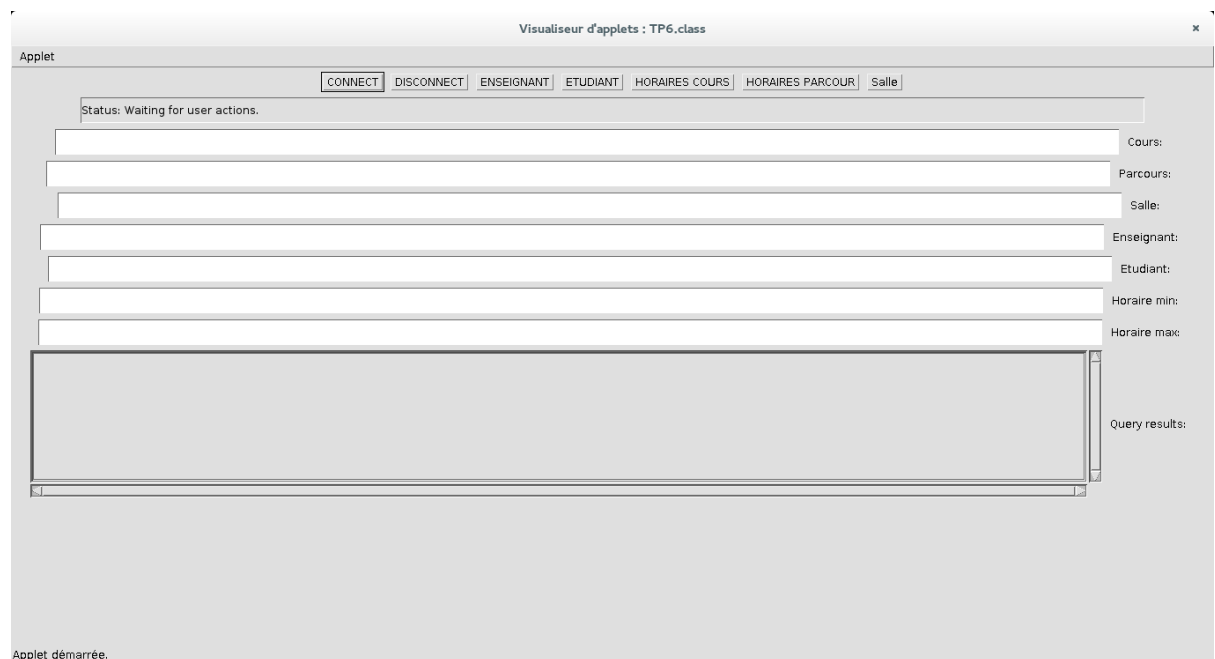 Visualiseur d'applets : TP6.class
Applet
CONNECT DISCONNECT ENSEIGNANT ETUDIANT HORAIRES COURS HORAIRES PARCOUR Salle
Status: Waiting for user actions.
Cours:
Parcours:
Salle:
Enseignant:
Etudiant:
Horaire min:
Horaire max:
Query results:
Applet démarrée.